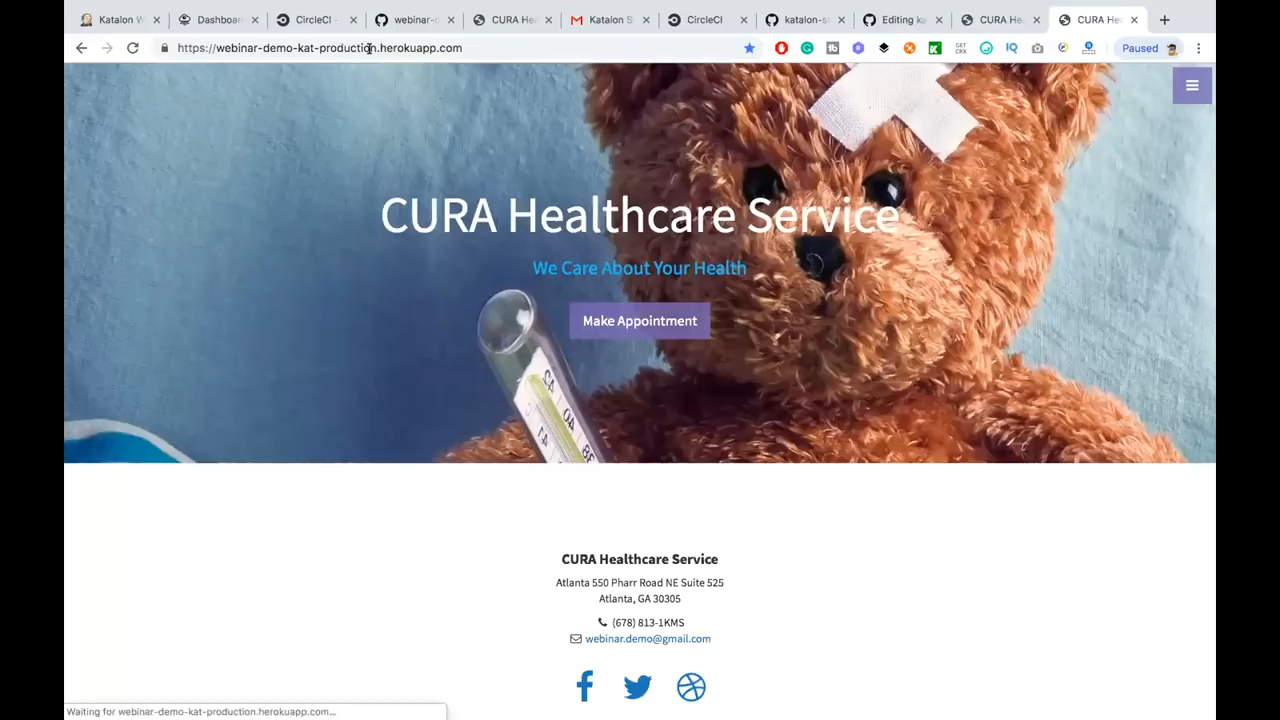 Katalon W
Dashboar
CircleCI -
webinar-d
CURA He
Katalon S
CircleCI
katalon-s
Editing ka
CURA He
CURA He
https://webinar-demo-kat-production.herokuapp.com
GET
CRX
IQ
Paused
CURA Healthcare Service
We Care About Your Health
Make Appointment
CURA Healthcare Service
Atlanta 550 Pharr Road NE Suite 525
Atlanta, GA 30305
(678) 813-1KMS
webinar.demo@gmail.com
Waiting for webinar-demo-kat-production.herokuapp.com...